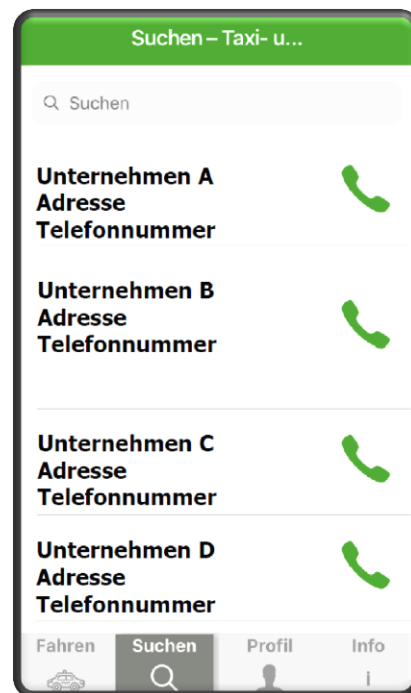 Suchen – Taxi- u...
Suchen
Unternehmen A
Adresse
Telefonnummer
Unternehmen B
Adresse
Telefonnummer
Unternehmen C
Adresse
Telefonnummer
Unternehmen D
Adresse
Telefonnummer
Fahren Suchen Profil Info
i